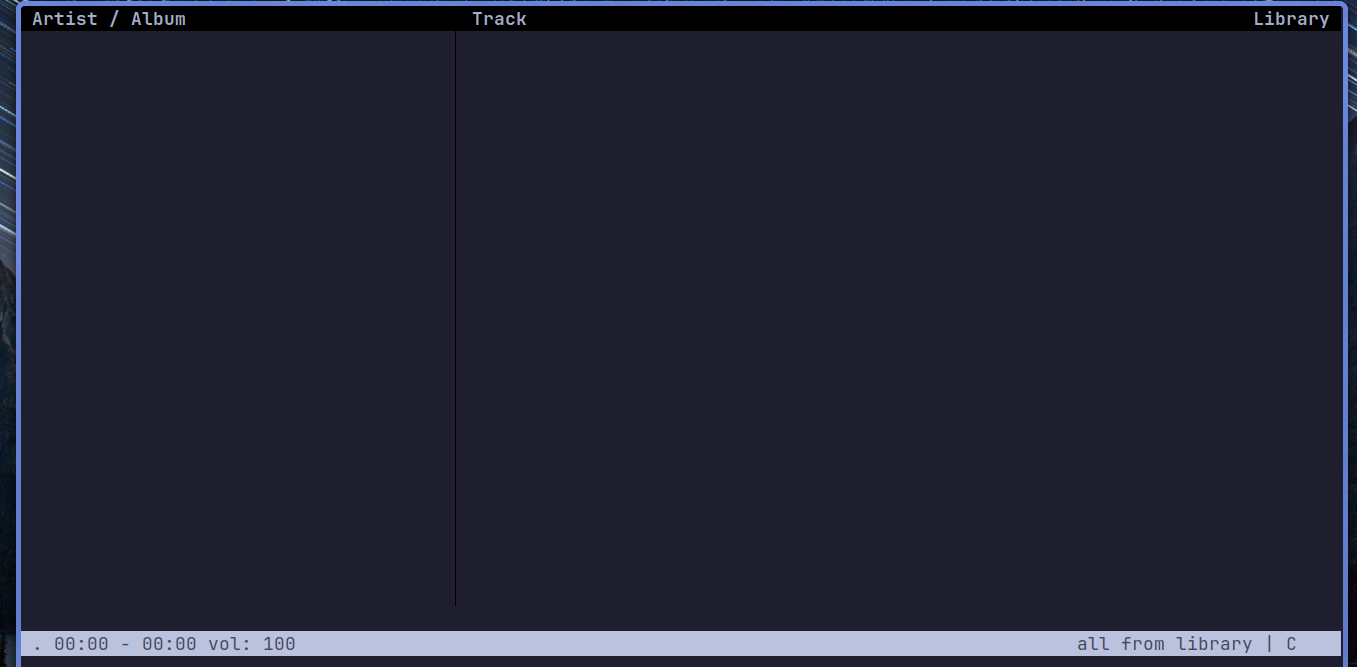 Artist / Album Track Library
. 00:00 - 00:00 vol: 100 all from library | C